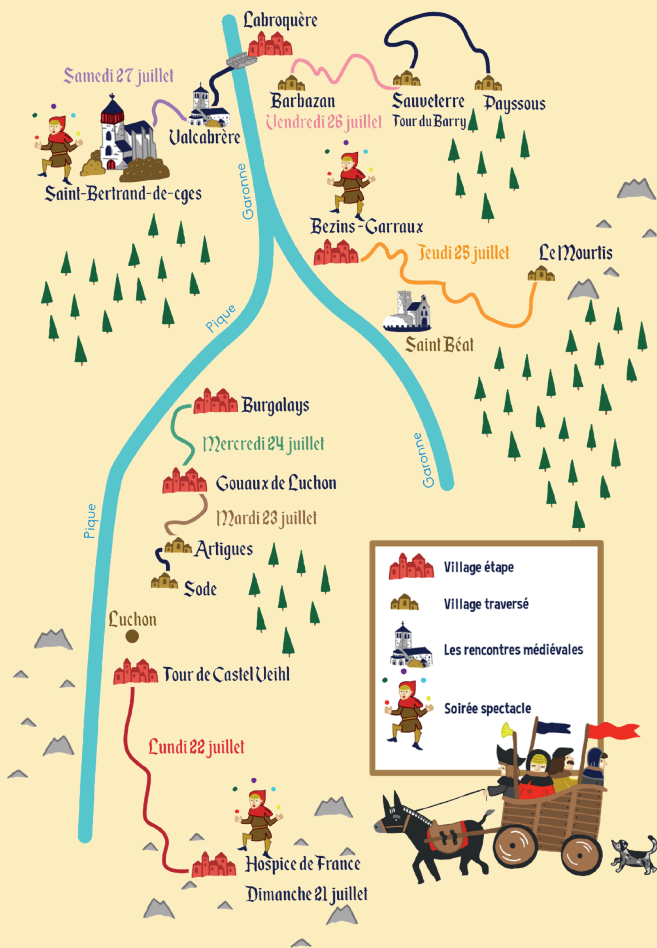 Labroquère
Samedi 27 juillet
Barbazan
Sauveterre
Payssous
Vendredi 26 juillet
Tour du Barry
Valcabrère
Saint-Bertrand-de-cges
Garonne
Bezins-Garraux
Jeudi 25 juillet
Le Mourtis
Pique
Saint Béat
Burgalays
Mercredi 24 juillet
Garonne
Gouaux de Luchon
Pique
Mardi 23 juillet
Artigues
Sode
Luchon
Tour de Castel Veihl
Lundi 22 juillet
Hospice de France
Dimanche 21 juillet
Village étape
Village traversé
Les rencontres médiévales
Soirée spectacle